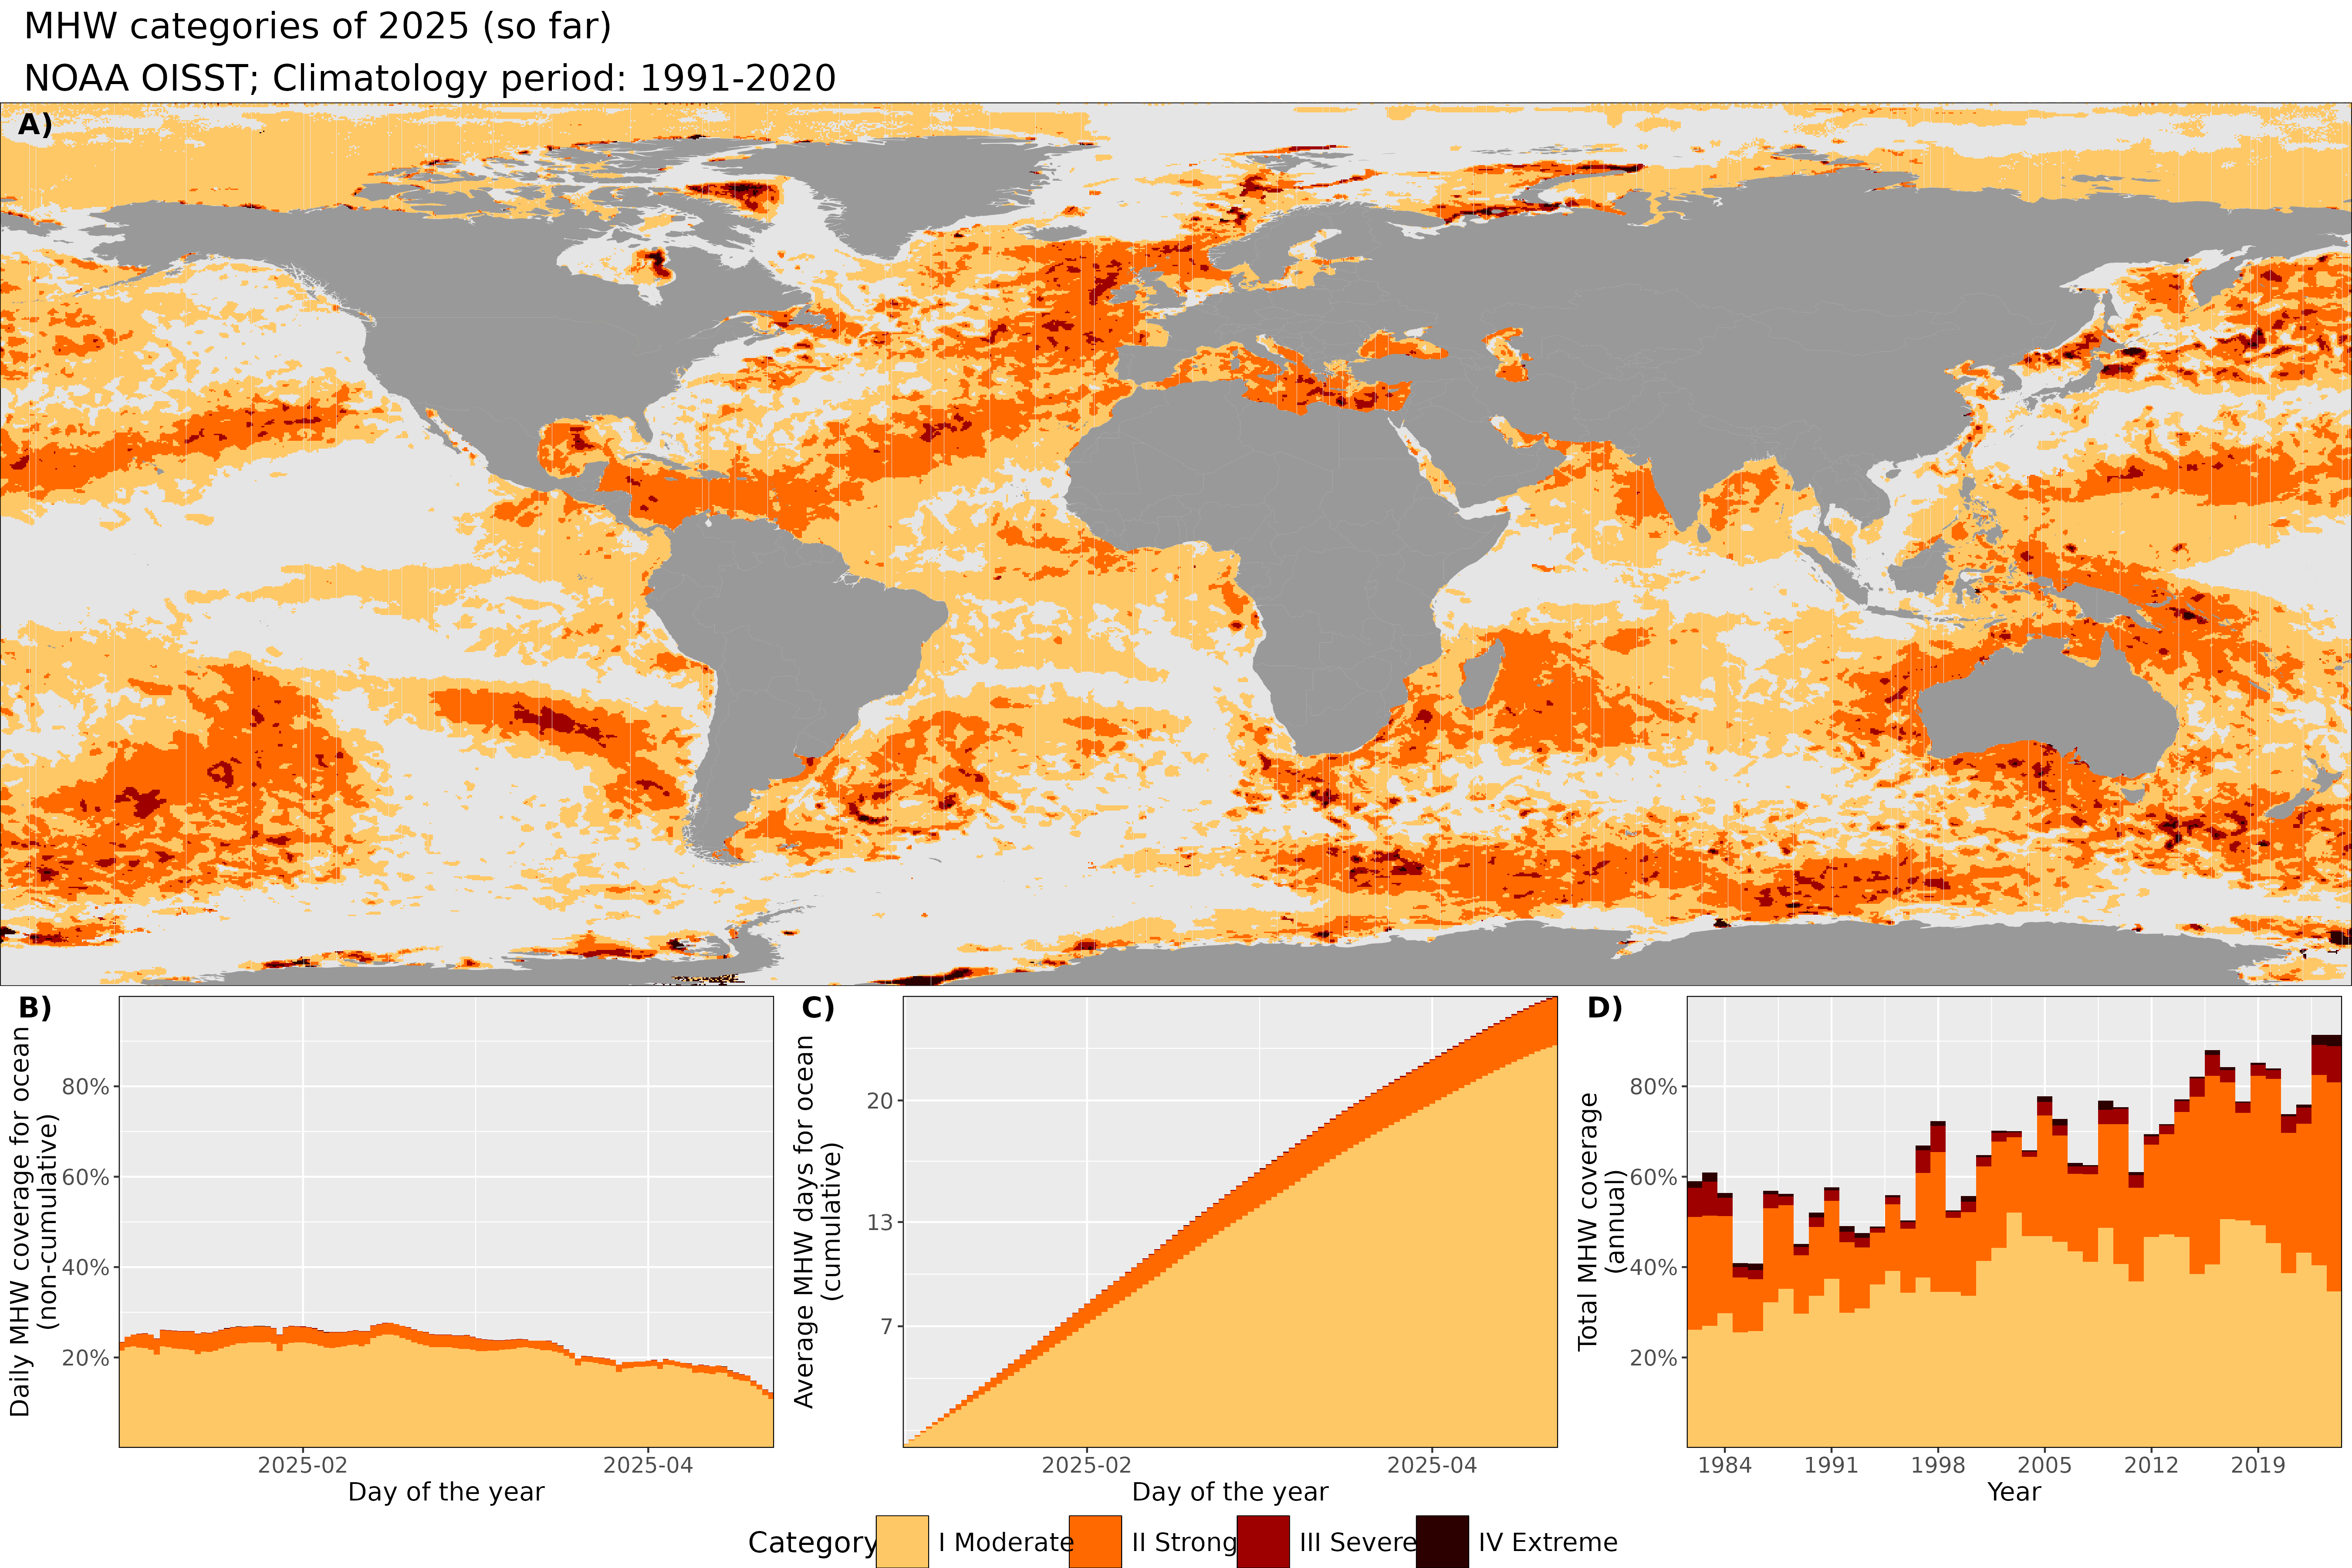 MHW categories of 2025 (so far)
NOAA OISST; Climatology period: 1991-2020
A)
B)
Daily MHW coverage for ocean
(non-cumulative)
80%
60%
40%
20%
2025-02
2025-04
Day of the year
C)
Average MHW days for ocean
(cumulative)
20
13
7
2025-02
2025-04
Day of the year
D)
Total MHW coverage
(annual)
80%
60%
40%
20%
1984
1991
1998
2005
2012
2019
Year
Category
I Moderate
II Strong
III Severe
IV Extreme